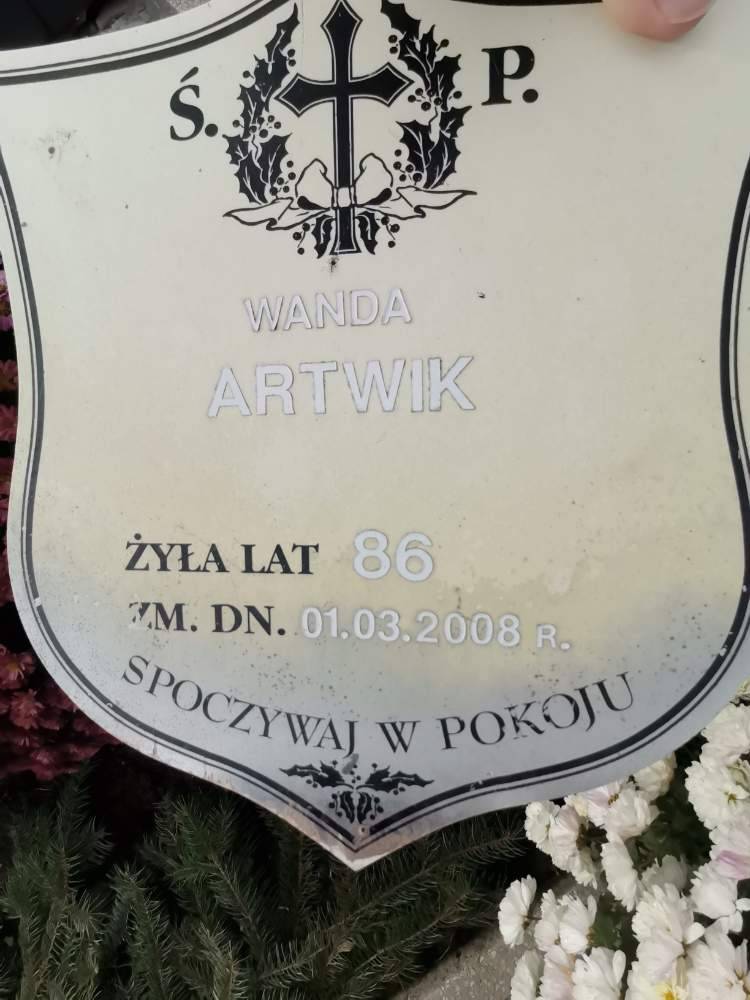 Ś. P.
WANDA
ARTWIK
ŻYŁA LAT 86
ZM. DN. 01.03.2008 R.
SPOCZYWAJ W POKOJU